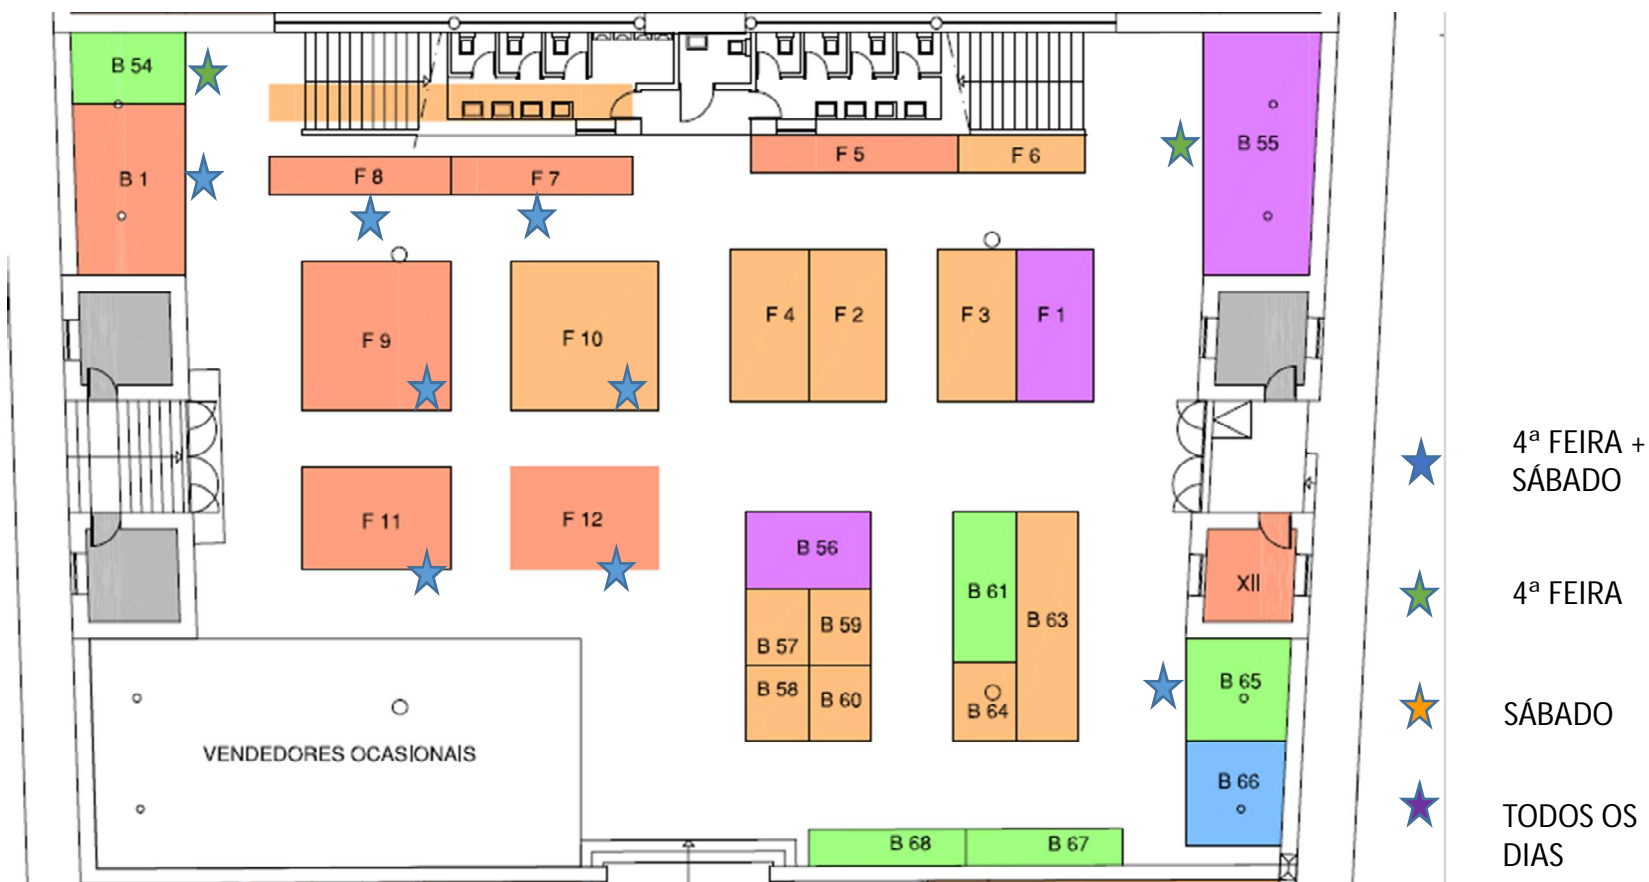 B 54
B 1
F 8
F 7
F 5
F 6
B 55
F 9
F 10
F 4
F 2
F 3
F 1
F 11
F 12
B 56
B 57
B 59
B 58
B 60
B 61
B 63
B 64
XII
B 65
B 66
VENDEDORES OCASIONAIS
B 68
B 67
4ª FEIRA +
SÁBADO
4ª FEIRA
SÁBADO
TODOS OS
DIAS